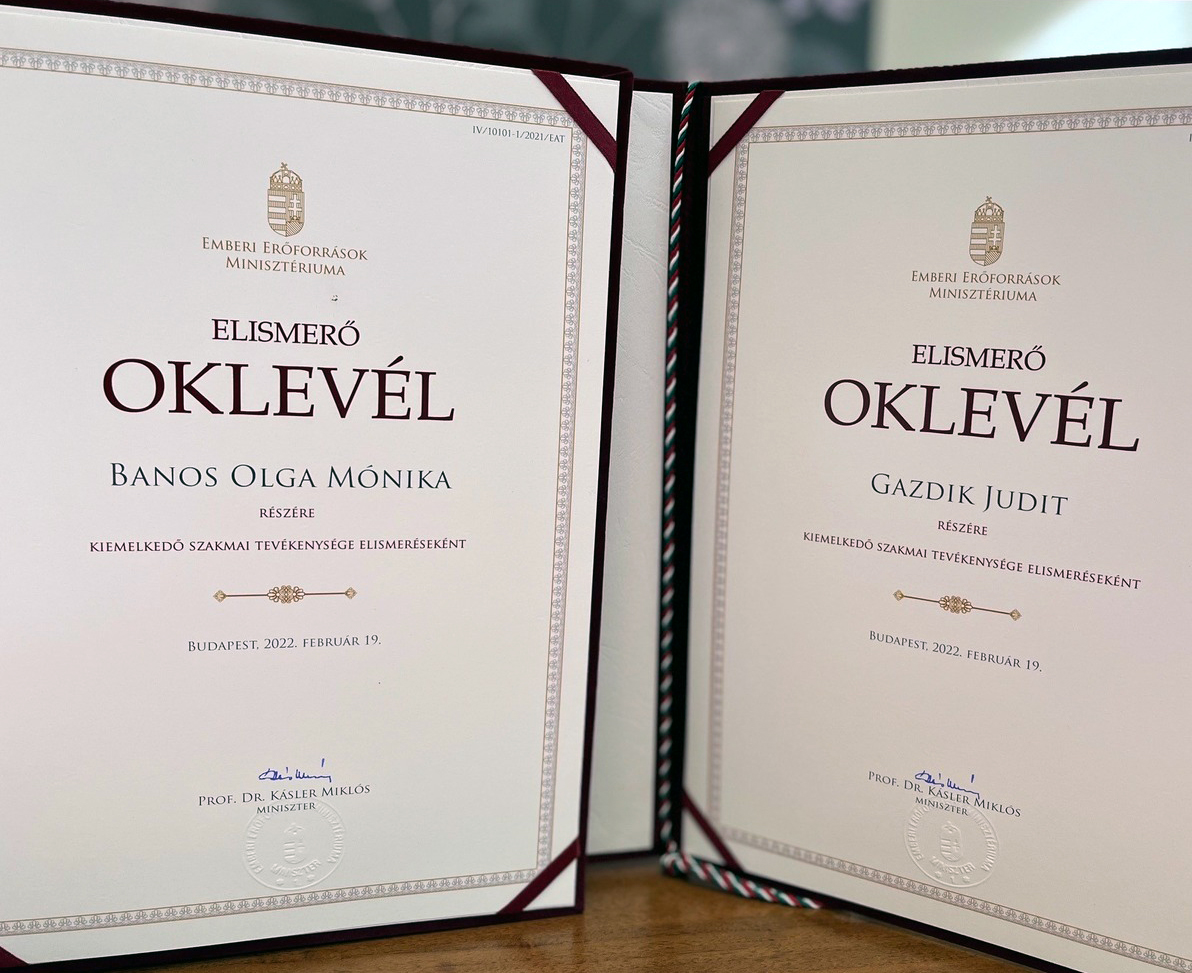 IV/10101-1/2021/EAT
Emberi Erőforrások
Minisztériuma
ELISMERŐ
OKLEVÉL
Banos Olga Mónika
részére
kiemelkedő szakmai tevékenysége elismeréseként
Budapest, 2022. február 19.
Prof. Dr. Kásler Miklós
miniszter
Emberi Erőforrások
Minisztériuma
ELISMERŐ
OKLEVÉL
Gazdik Judit
részére
kiemelkedő szakmai tevékenysége elismeréseként
Budapest, 2022. február 19.
Prof. Dr. Kásler Miklós
miniszter